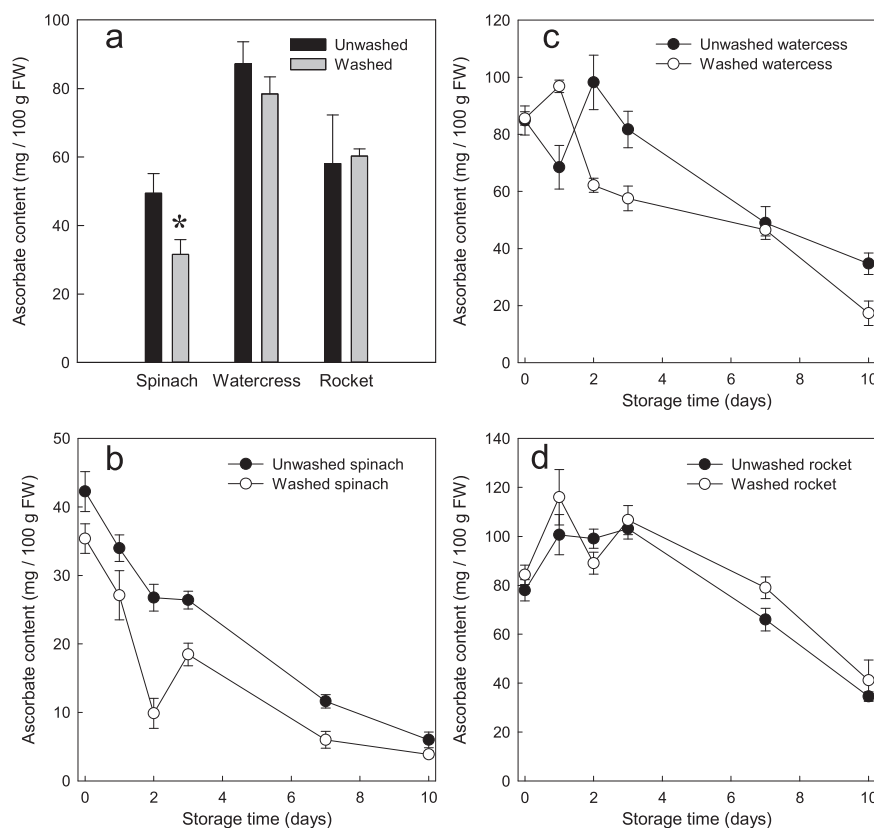 a
Unwashed
Washed
Ascorbate content (mg / 100 g FW)
100
80
60
40
20
0
*
Spinach Watercress Rocket
c
Unwashed watercess
Washed watercess
Ascorbate content (mg / 100 g FW)
120
100
80
60
40
20
0
0 2 4 6 8 10
Storage time (days)
b
Unwashed spinach
Washed spinach
Ascorbate content (mg / 100 g FW)
50
40
30
20
10
0
0 2 4 6 8 10
Storage time (days)
d
Unwashed rocket
Washed rocket
Ascorbate content (mg / 100 g FW)
140
120
100
80
60
40
20
0
0 2 4 6 8 10
Storage time (days)